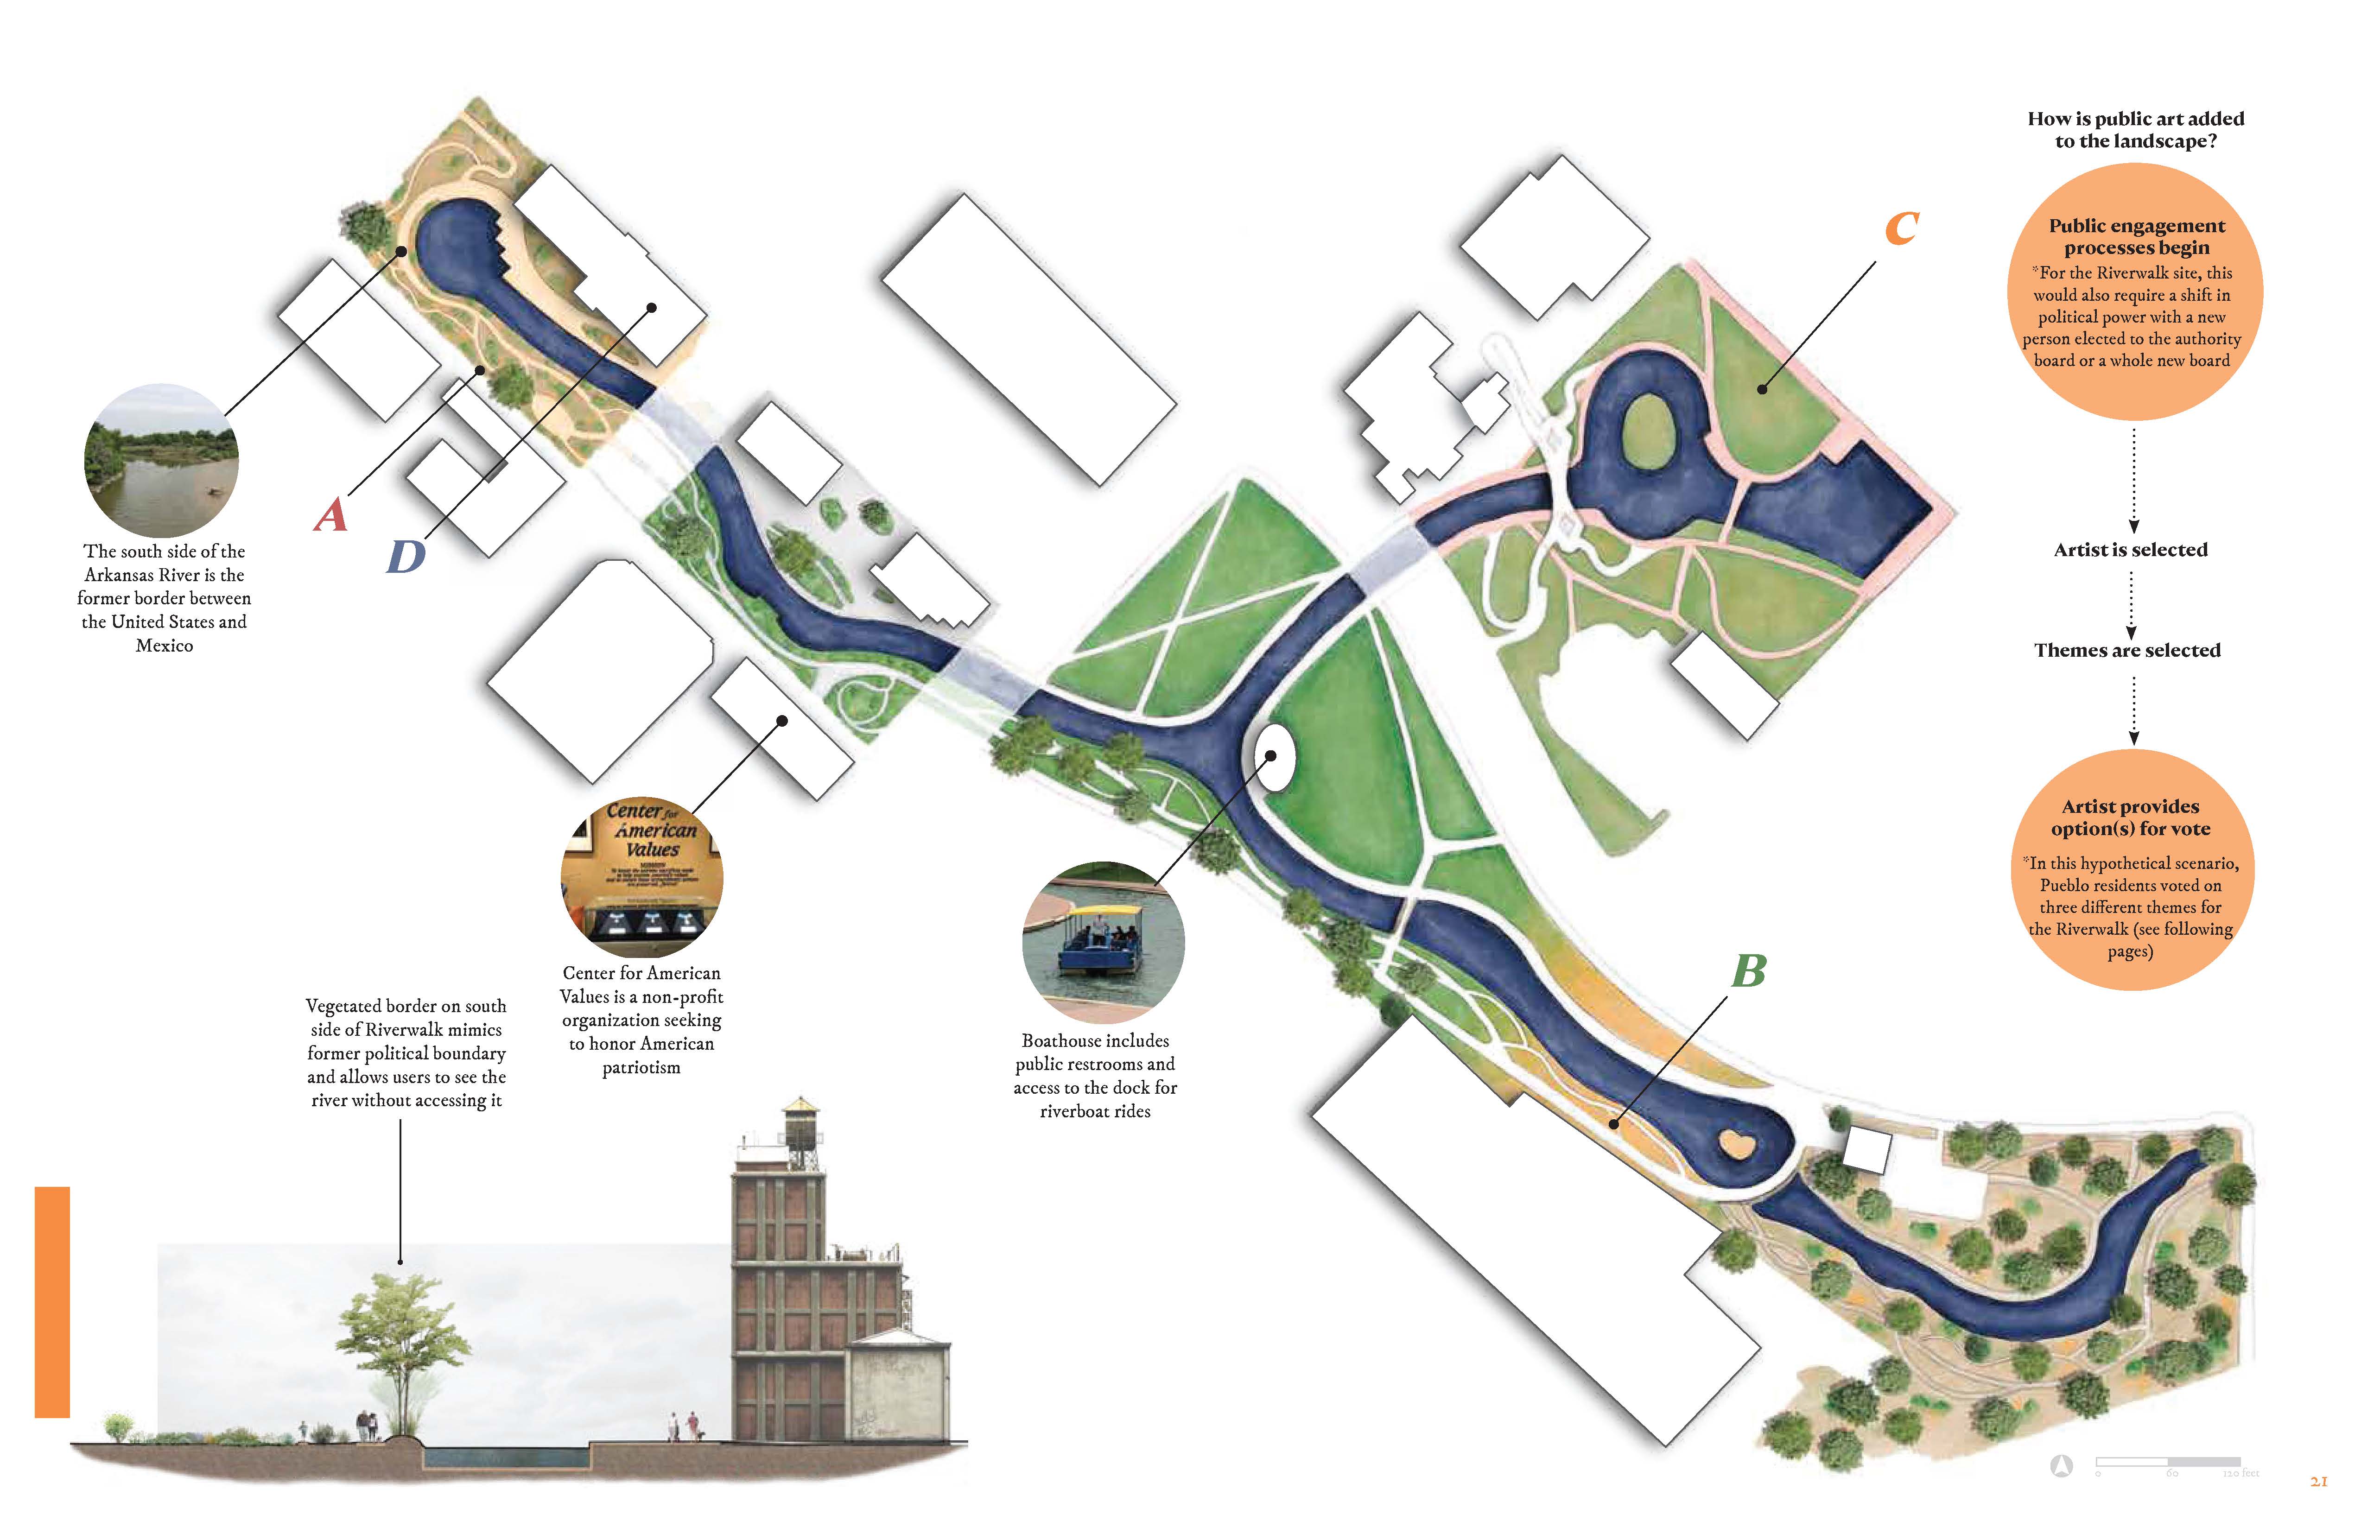 How is public art added
to the landscape?
Public engagement
processes begin
*For the Riverwalk site, this
would also require a shift in
political power with a new
person elected to the authority
board or a whole new board
Artist is selected
Themes are selected
Artist provides
option(s) for vote
*In this hypothetical scenario,
Pueblo residents voted on
three different themes for
the Riverwalk (see following
pages)
C
A
D
B
The south side of the
Arkansas River is the
former border between
the United States and
Mexico
Center for
American
Values
Center for American
Values is a non-profit
organization seeking
to honor American
patriotism
Boathouse includes
public restrooms and
access to the dock for
riverboat rides
Vegetated border on south
side of Riverwalk mimics
former political boundary
and allows users to see the
river without accessing it
0 60 120 feet
21